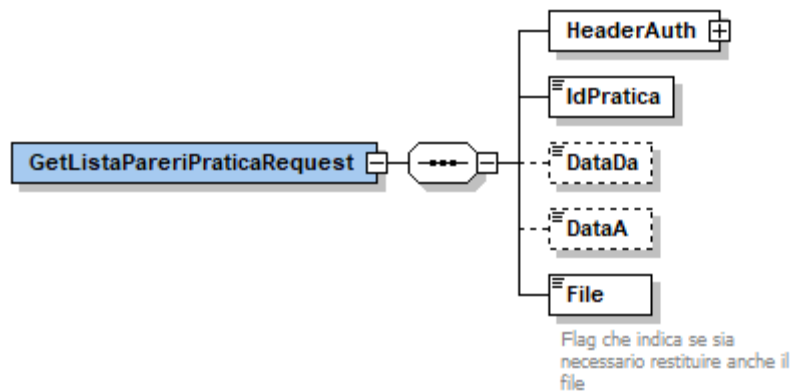 HeaderAuth
IdPratica
GetListaPareriPraticaRequest
DataDa
DataA
File
Flag che indica se sia
necessario restituire anche il
file